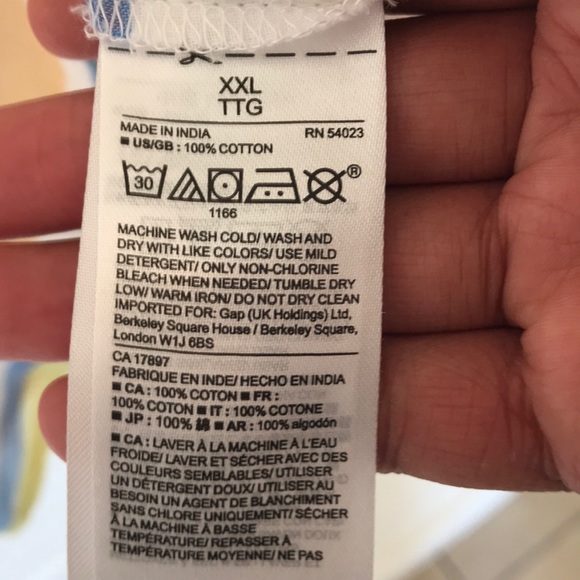 XXL
TTG
MADE IN INDIA RN 54023
■ US/GB : 100% COTTON
30
®
1166
MACHINE WASH COLD/ WASH AND
DRY WITH LIKE COLORS/ USE MILD
DETERGENT/ ONLY NON-CHLORINE
BLEACH WHEN NEEDED/ TUMBLE DRY
LOW/ WARM IRON/ DO NOT DRY CLEAN
IMPORTED FOR: Gap (UK Holdings) Ltd,
Berkeley Square House / Berkeley Square,
London W1J 6BS
CA 17897
FABRIQUE EN INDE/ HECHO EN INDIA
■ CA : 100% COTON ■ FR :
100% COTON ■ IT : 100% COTONE
■ JP : 100% 綿 ■ AR : 100% algodón
■ CA : LAVER À LA MACHINE À L'EAU
FROIDE/ LAVER ET SÉCHER AVEC DES
COULEURS SEMBLABLES/ UTILISER
UN DÉTERGENT DOUX/ UTILISER AU
BESOIN UN AGENT DE BLANCHIMENT
SANS CHLORE UNIQUEMENT/ SÉCHER
À LA MACHINE À BASSE
TEMPÉRATURE/ REPASSER À
TEMPÉRATURE MOYENNE/ NE PAS